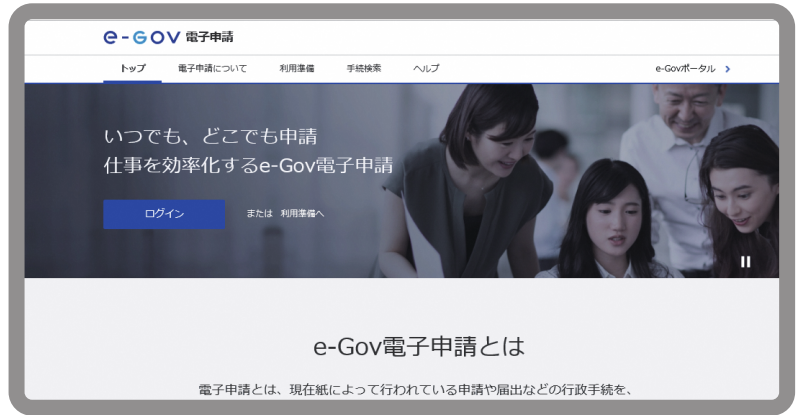 e-GOV 電子申請
トップ 電子申請について 利用準備 手続検索 ヘルプ e-Govポータル
いつでも、どこでも申請
仕事を効率化するe-Gov電子申請
ログイン または 利用準備へ
e-Gov電子申請とは
電子申請とは、現在紙によって行われている申請や届出などの行政手続を、